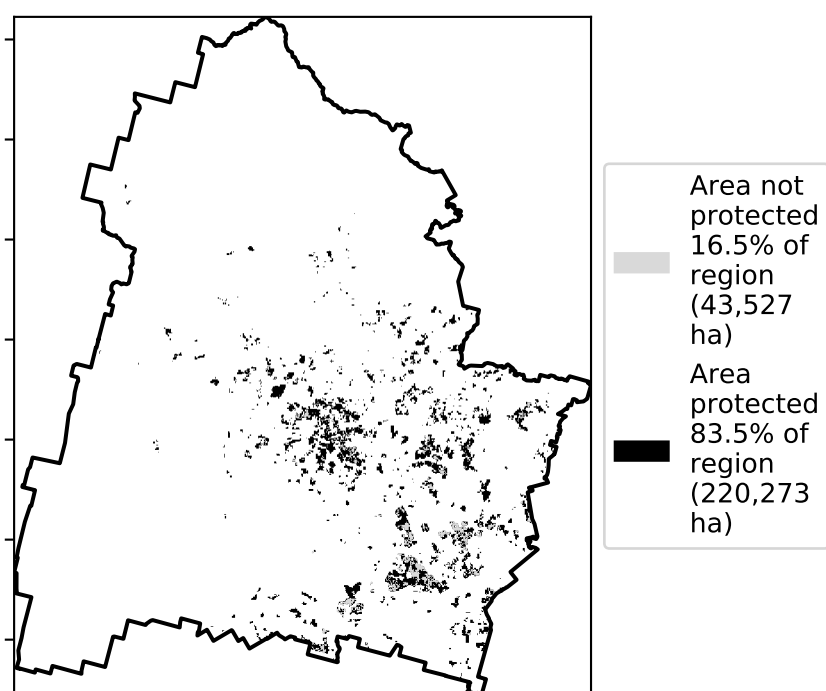 Area not
protected
16.5% of
region
(43,527
ha)
Area
protected
83.5% of
region
(220,273
ha)